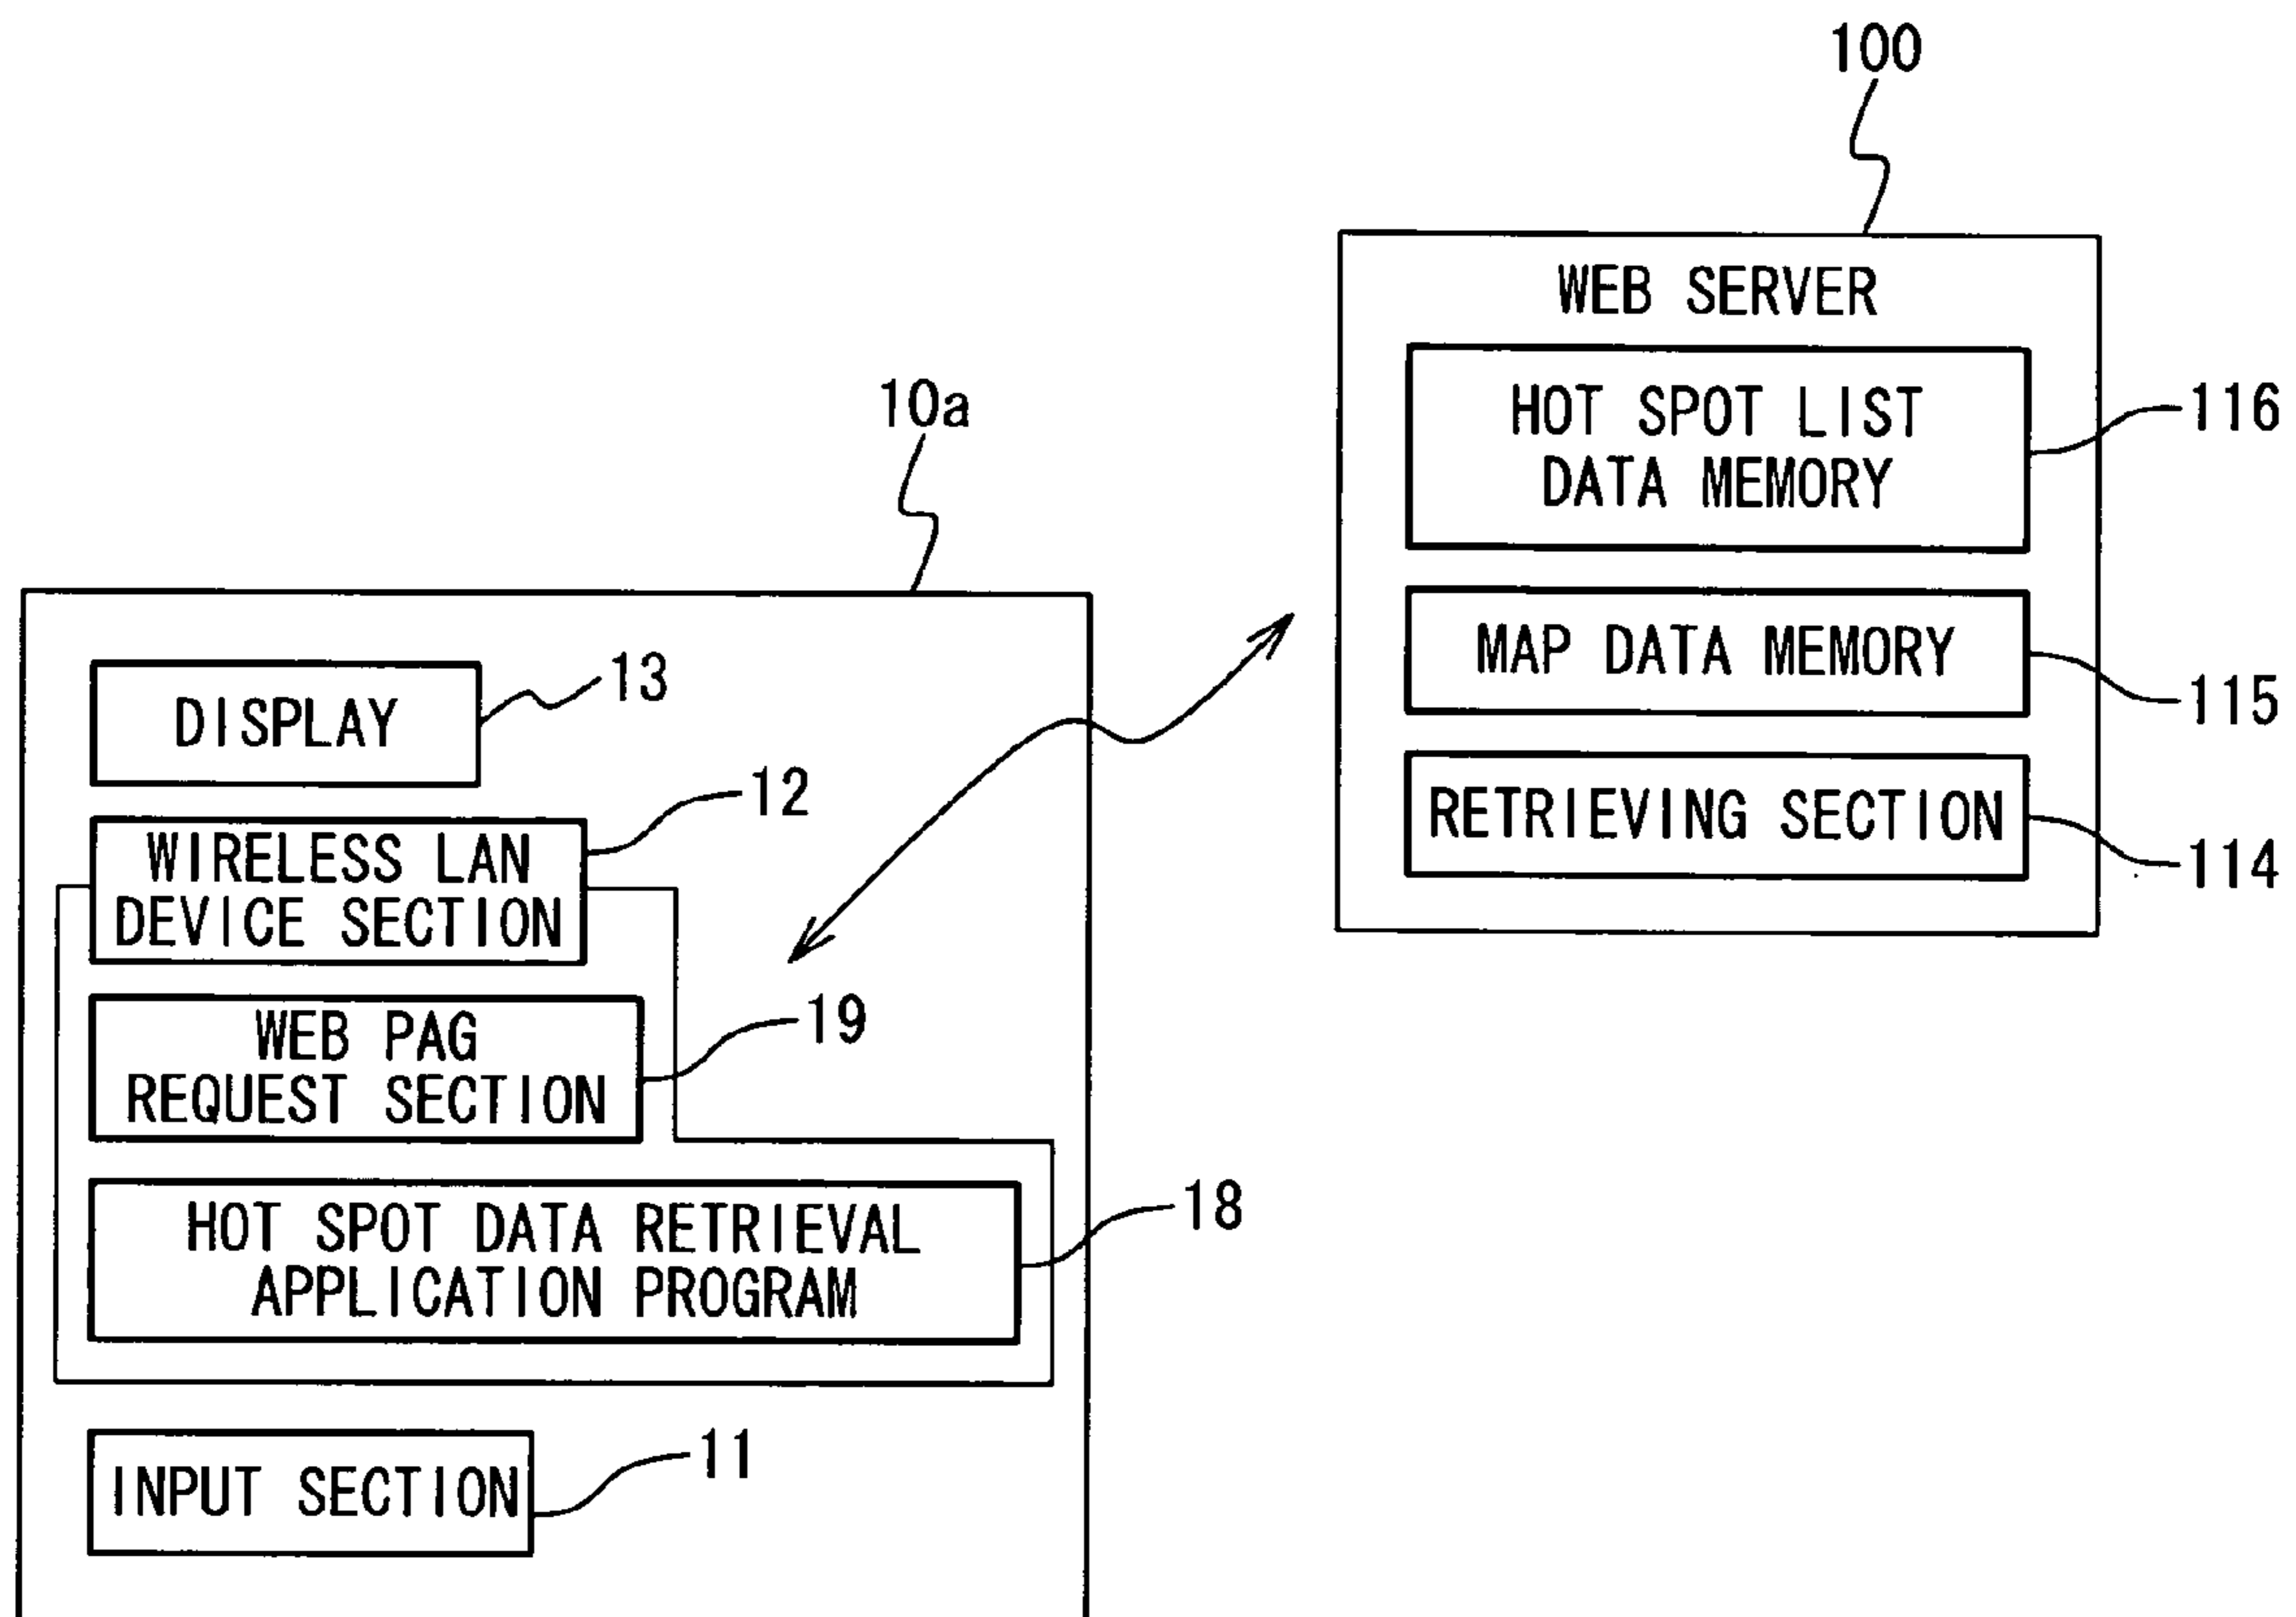 100
WEB SERVER
HOT SPOT LIST
DATA MEMORY
116
MAP DATA MEMORY
115
RETRIEVING SECTION
114
10a
DISPLAY
13
WIRELESS LAN
DEVICE SECTION
12
WEB PAG
REQUEST SECTION
19
HOT SPOT DATA RETRIEVAL
APPLICATION PROGRAM
18
INPUT SECTION
11